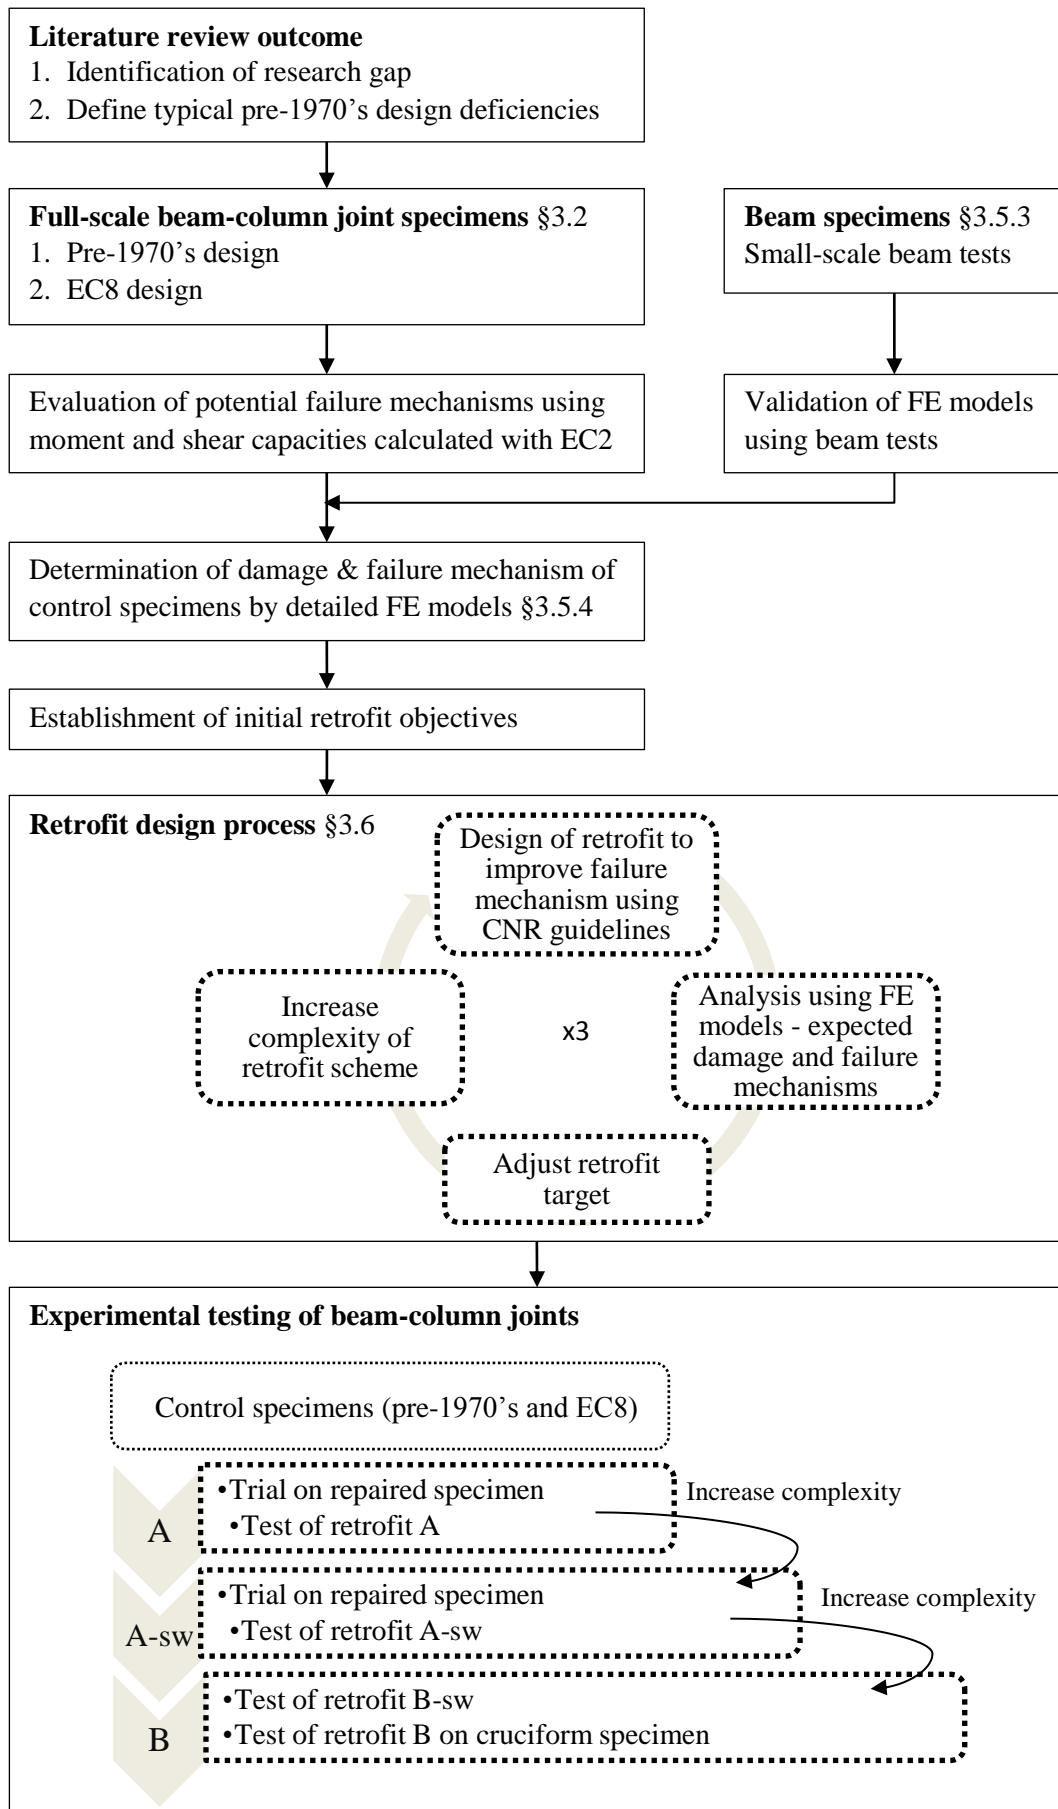 Literature review outcome
1. Identification of research gap
2. Define typical pre-1970’s design deficiencies
Full-scale beam-column joint specimens §3.2
1. Pre-1970’s design
2. EC8 design
Beam specimens §3.5.3
Small-scale beam tests
Evaluation of potential failure mechanisms using
moment and shear capacities calculated with EC2
Validation of FE models
using beam tests
Determination of damage & failure mechanism of
control specimens by detailed FE models §3.5.4
Establishment of initial retrofit objectives
Retrofit design process §3.6
Design of retrofit to
improve failure
mechanism using
CNR guidelines
Analysis using FE
models - expected
damage and failure
mechanisms
Adjust retrofit
target
Increase
complexity of
retrofit scheme
x3
Experimental testing of beam-column joints
Control specimens (pre-1970’s and EC8)
A
•Trial on repaired specimen
•Test of retrofit A
Increase complexity
A-sw
•Trial on repaired specimen
•Test of retrofit A-sw
Increase complexity
B
•Test of retrofit B-sw
•Test of retrofit B on cruciform specimen